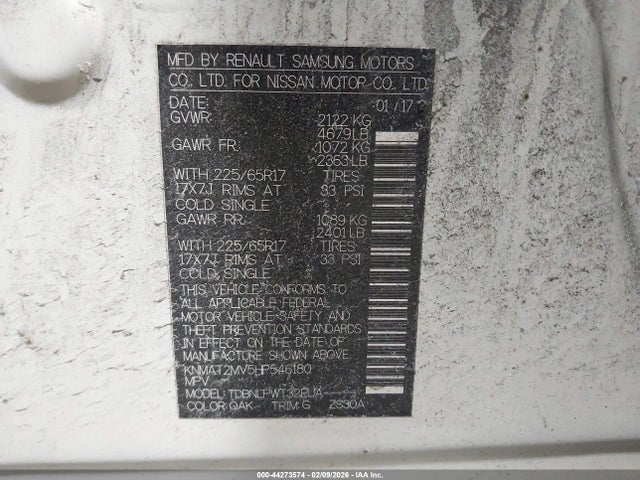 MFD BY RENAULT SAMSUNG MOTORS
CO. LTD. FOR NISSAN MOTOR CO. LTD.
DATE: 01/17
GVWR: 2122 KG
4679LB
GAWR FR: 1072 KG
2363LB
WITH 225/65R17 TIRES
17X7J RIMS AT 33 PSI
COLD SINGLE
GAWR RR: 1089 KG
2401LB
WITH 225/65R17 TIRES
17X7J RIMS AT 33 PSI
COLD SINGLE
THIS VEHICLE CONFORMS TO
ALL APPLICABLE FEDERAL
MOTOR VEHICLE SAFETY AND
THEFT PREVENTION STANDARDS
IN EFFECT ON THE DATE OF
MANUFACTURE SHOWN ABOVE.
KNMAT2MV5HP546180
MPV
MODEL:
COLOR: QAK TRIM: G
000-44273574 | 02/09/2026 | ©IAA Inc.